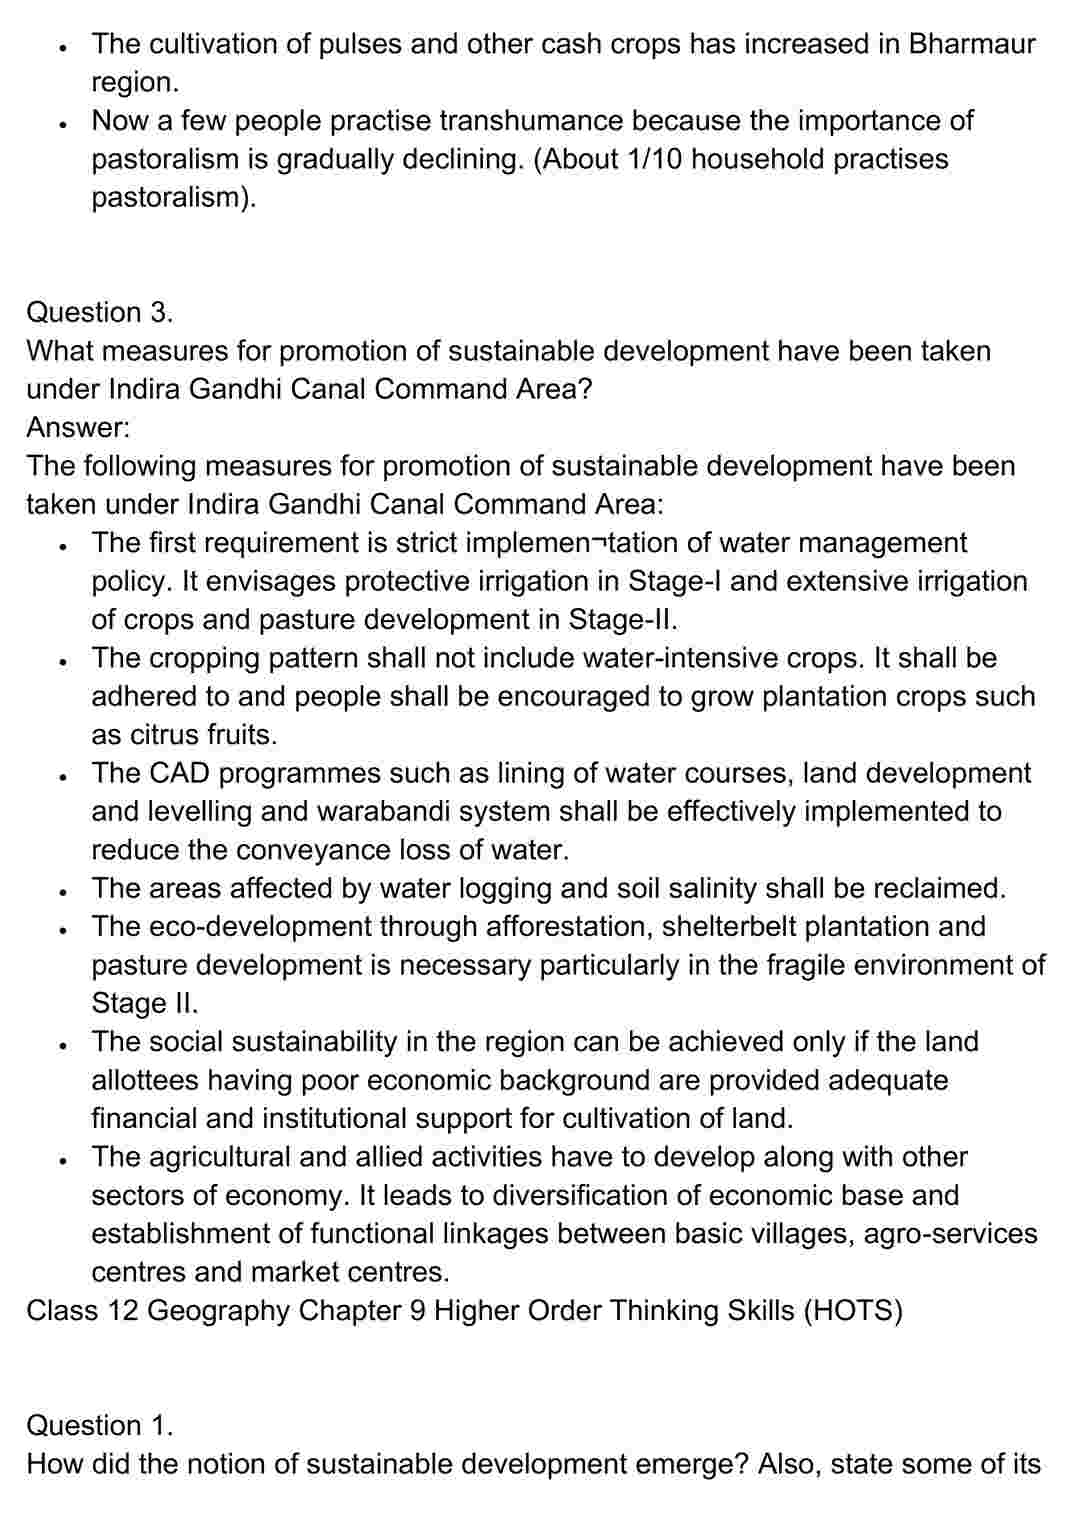 • The cultivation of pulses and other cash crops has increased in Bharmaur
region.
• Now a few people practise transhumance because the importance of
pastoralism is gradually declining. (About 1/10 household practises
pastoralism).
Question 3.
What measures for promotion of sustainable development have been taken
under Indira Gandhi Canal Command Area?
Answer:
The following measures for promotion of sustainable development have been
taken under Indira Gandhi Canal Command Area:
• The first requirement is strict implemen¬tation of water management
policy. It envisages protective irrigation in Stage-I and extensive irrigation
of crops and pasture development in Stage-II.
• The cropping pattern shall not include water-intensive crops. It shall be
adhered to and people shall be encouraged to grow plantation crops such
as citrus fruits.
• The CAD programmes such as lining of water courses, land development
and levelling and warabandi system shall be effectively implemented to
reduce the conveyance loss of water.
• The areas affected by water logging and soil salinity shall be reclaimed.
• The eco-development through afforestation, shelterbelt plantation and
pasture development is necessary particularly in the fragile environment of
Stage II.
• The social sustainability in the region can be achieved only if the land
allottees having poor economic background are provided adequate
financial and institutional support for cultivation of land.
• The agricultural and allied activities have to develop along with other
sectors of economy. It leads to diversification of economic base and
establishment of functional linkages between basic villages, agro-services
centres and market centres.
Class 12 Geography Chapter 9 Higher Order Thinking Skills (HOTS)
Question 1.
How did the notion of sustainable development emerge? Also, state some of its